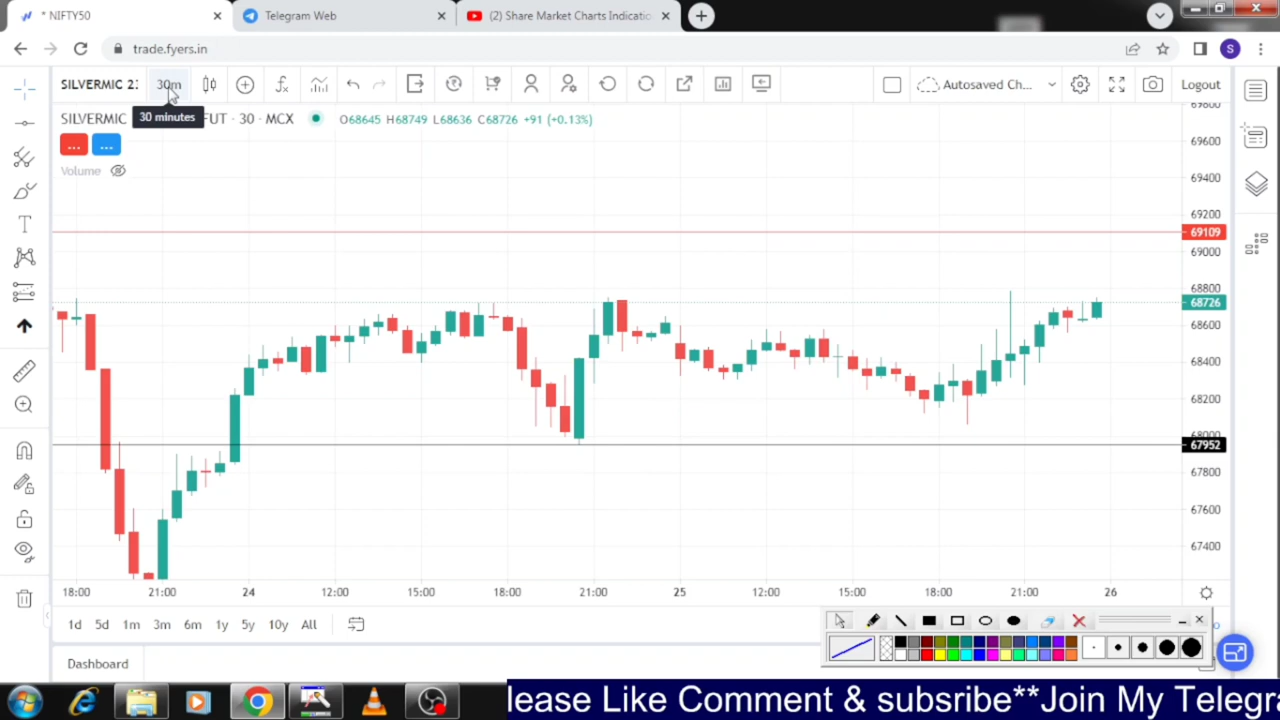 * NIFTY50
Telegram Web
(2) Share Market Charts Indicatio
trade.fyers.in
S
SILVERMIC 2
30m
Autosaved Ch...
Logout
30 minutes
SILVERMIC
FUT · 30 · MCX
O68645 H68749 L68636 C68726 +91 (+0.13%)
...
...
Volume
69800
69600
69400
69200
69109
69000
68800
68726
68600
68400
68200
68000
67952
67800
67600
67400
18:00
21:00
24
12:00
15:00
18:00
21:00
25
12:00
15:00
18:00
21:00
26
1d 5d 1m 3m 6m 1y 5y 10y All
Dashboard
lease Like Comment & subsribe**Join My Telegr